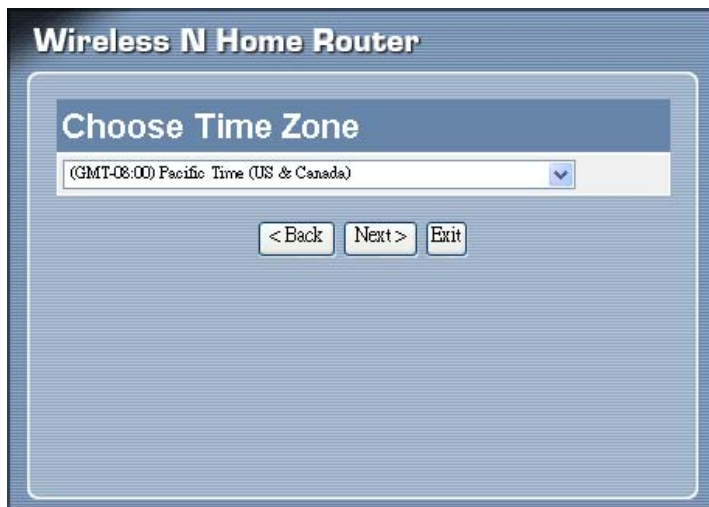 Wireless N Home Router
Choose Time Zone
(GMT-08:00) Pacific Time (US & Canada)
< Back Next > Exit